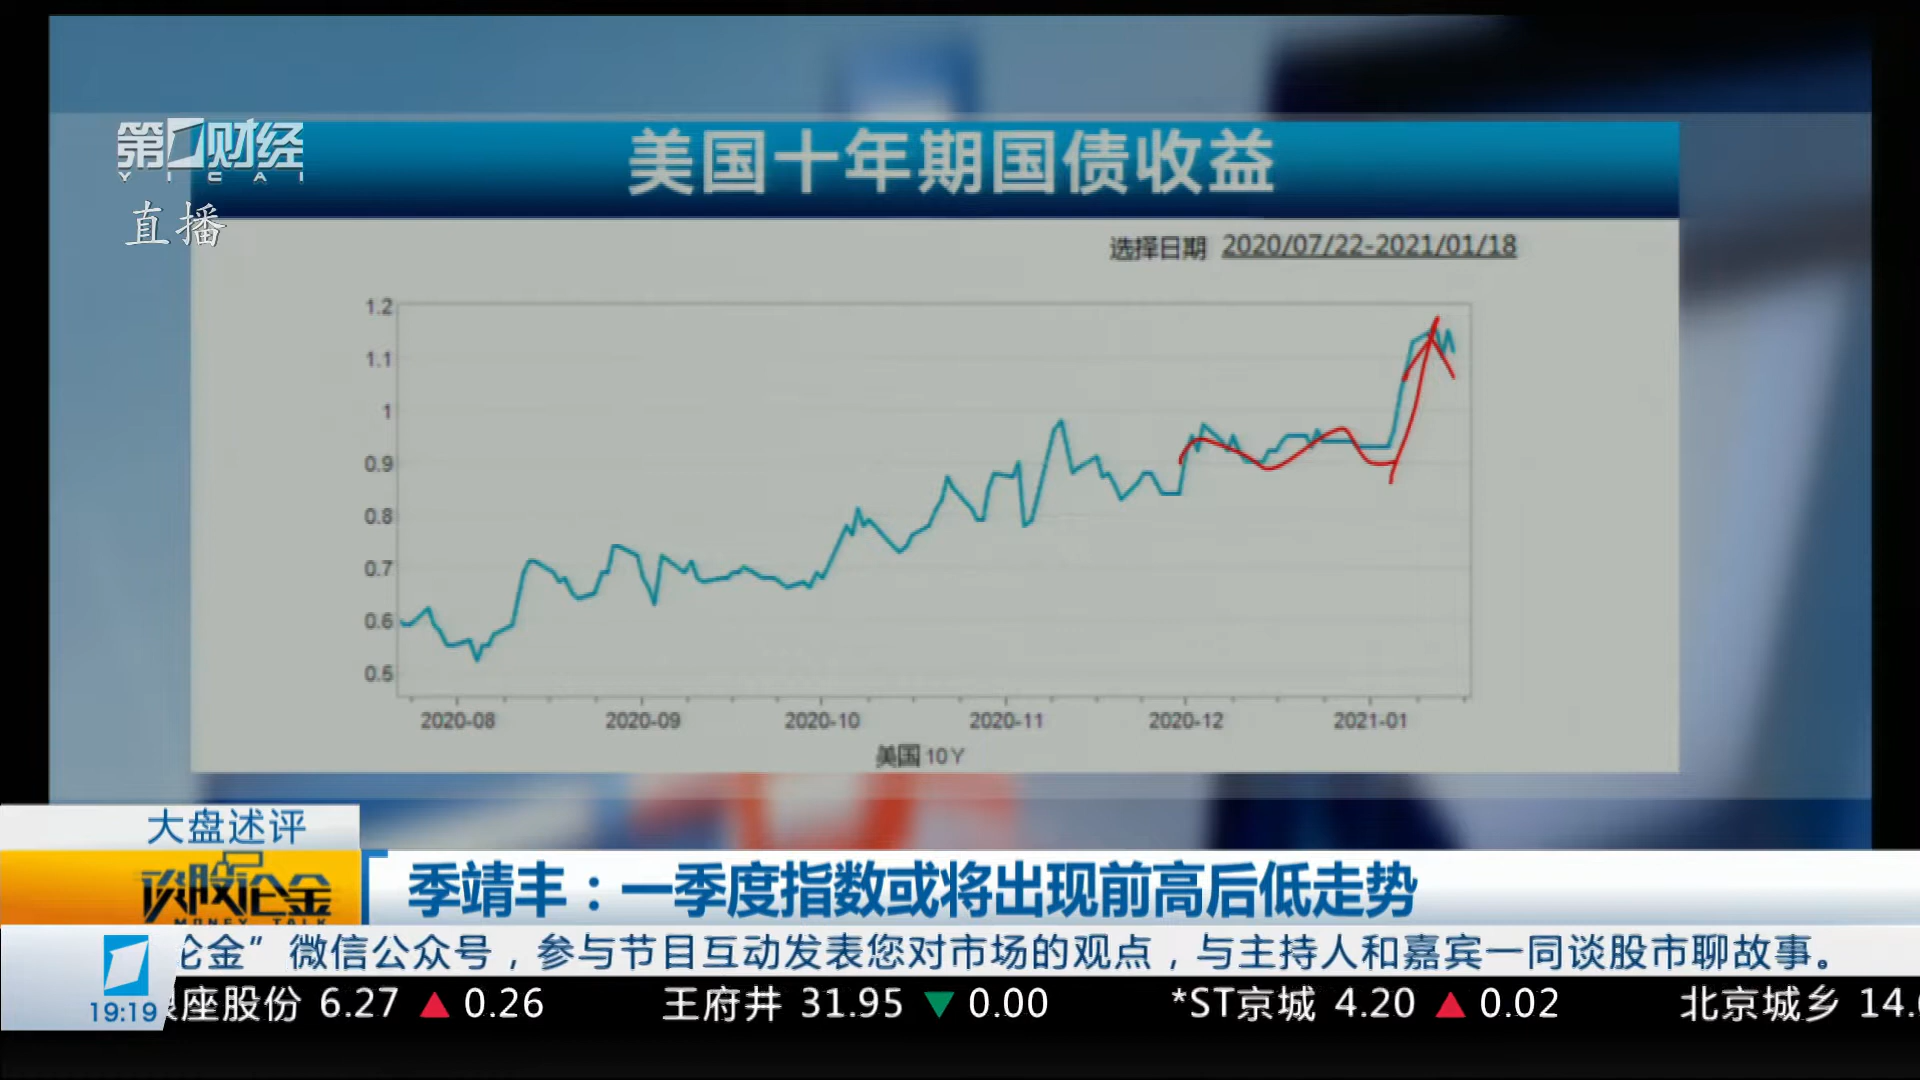 第1财经
YICAI
直播
美国十年期国债收益
选择日期 2020/07/22-2021/01/18
1.2
1.1
1
0.9
0.8
0.7
0.6
0.5
2020-08 2020-09 2020-10 2020-11 2020-12 2021-01
美国10Y
大盘述评
谈股论金
MONEY TALK
季靖丰：一季度指数或将出现前高后低走势
论金”微信公众号，参与节目互动发表您对市场的观点，与主持人和嘉宾一同谈股市聊故事。
19:19
座股份 6.27 ▲ 0.26 王府井 31.95 ▼ 0.00 *ST京城 4.20 ▲ 0.02 北京城乡 14.